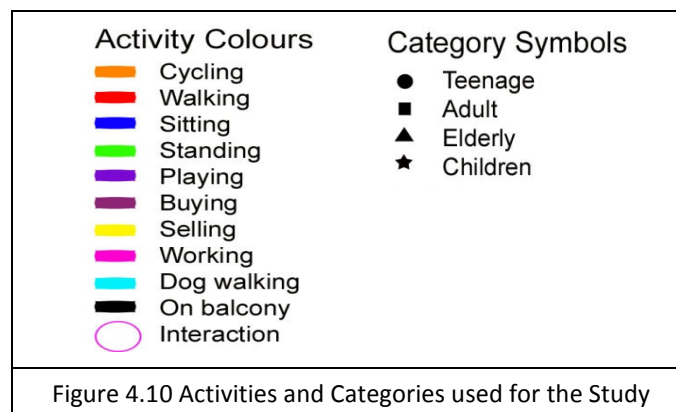 Activity Colours
Cycling
Walking
Sitting
Standing
Playing
Buying
Selling
Working
Dog walking
On balcony
Interaction
Category Symbols
Teenage
Adult
Elderly
Children
Figure 4.10 Activities and Categories used for the Study